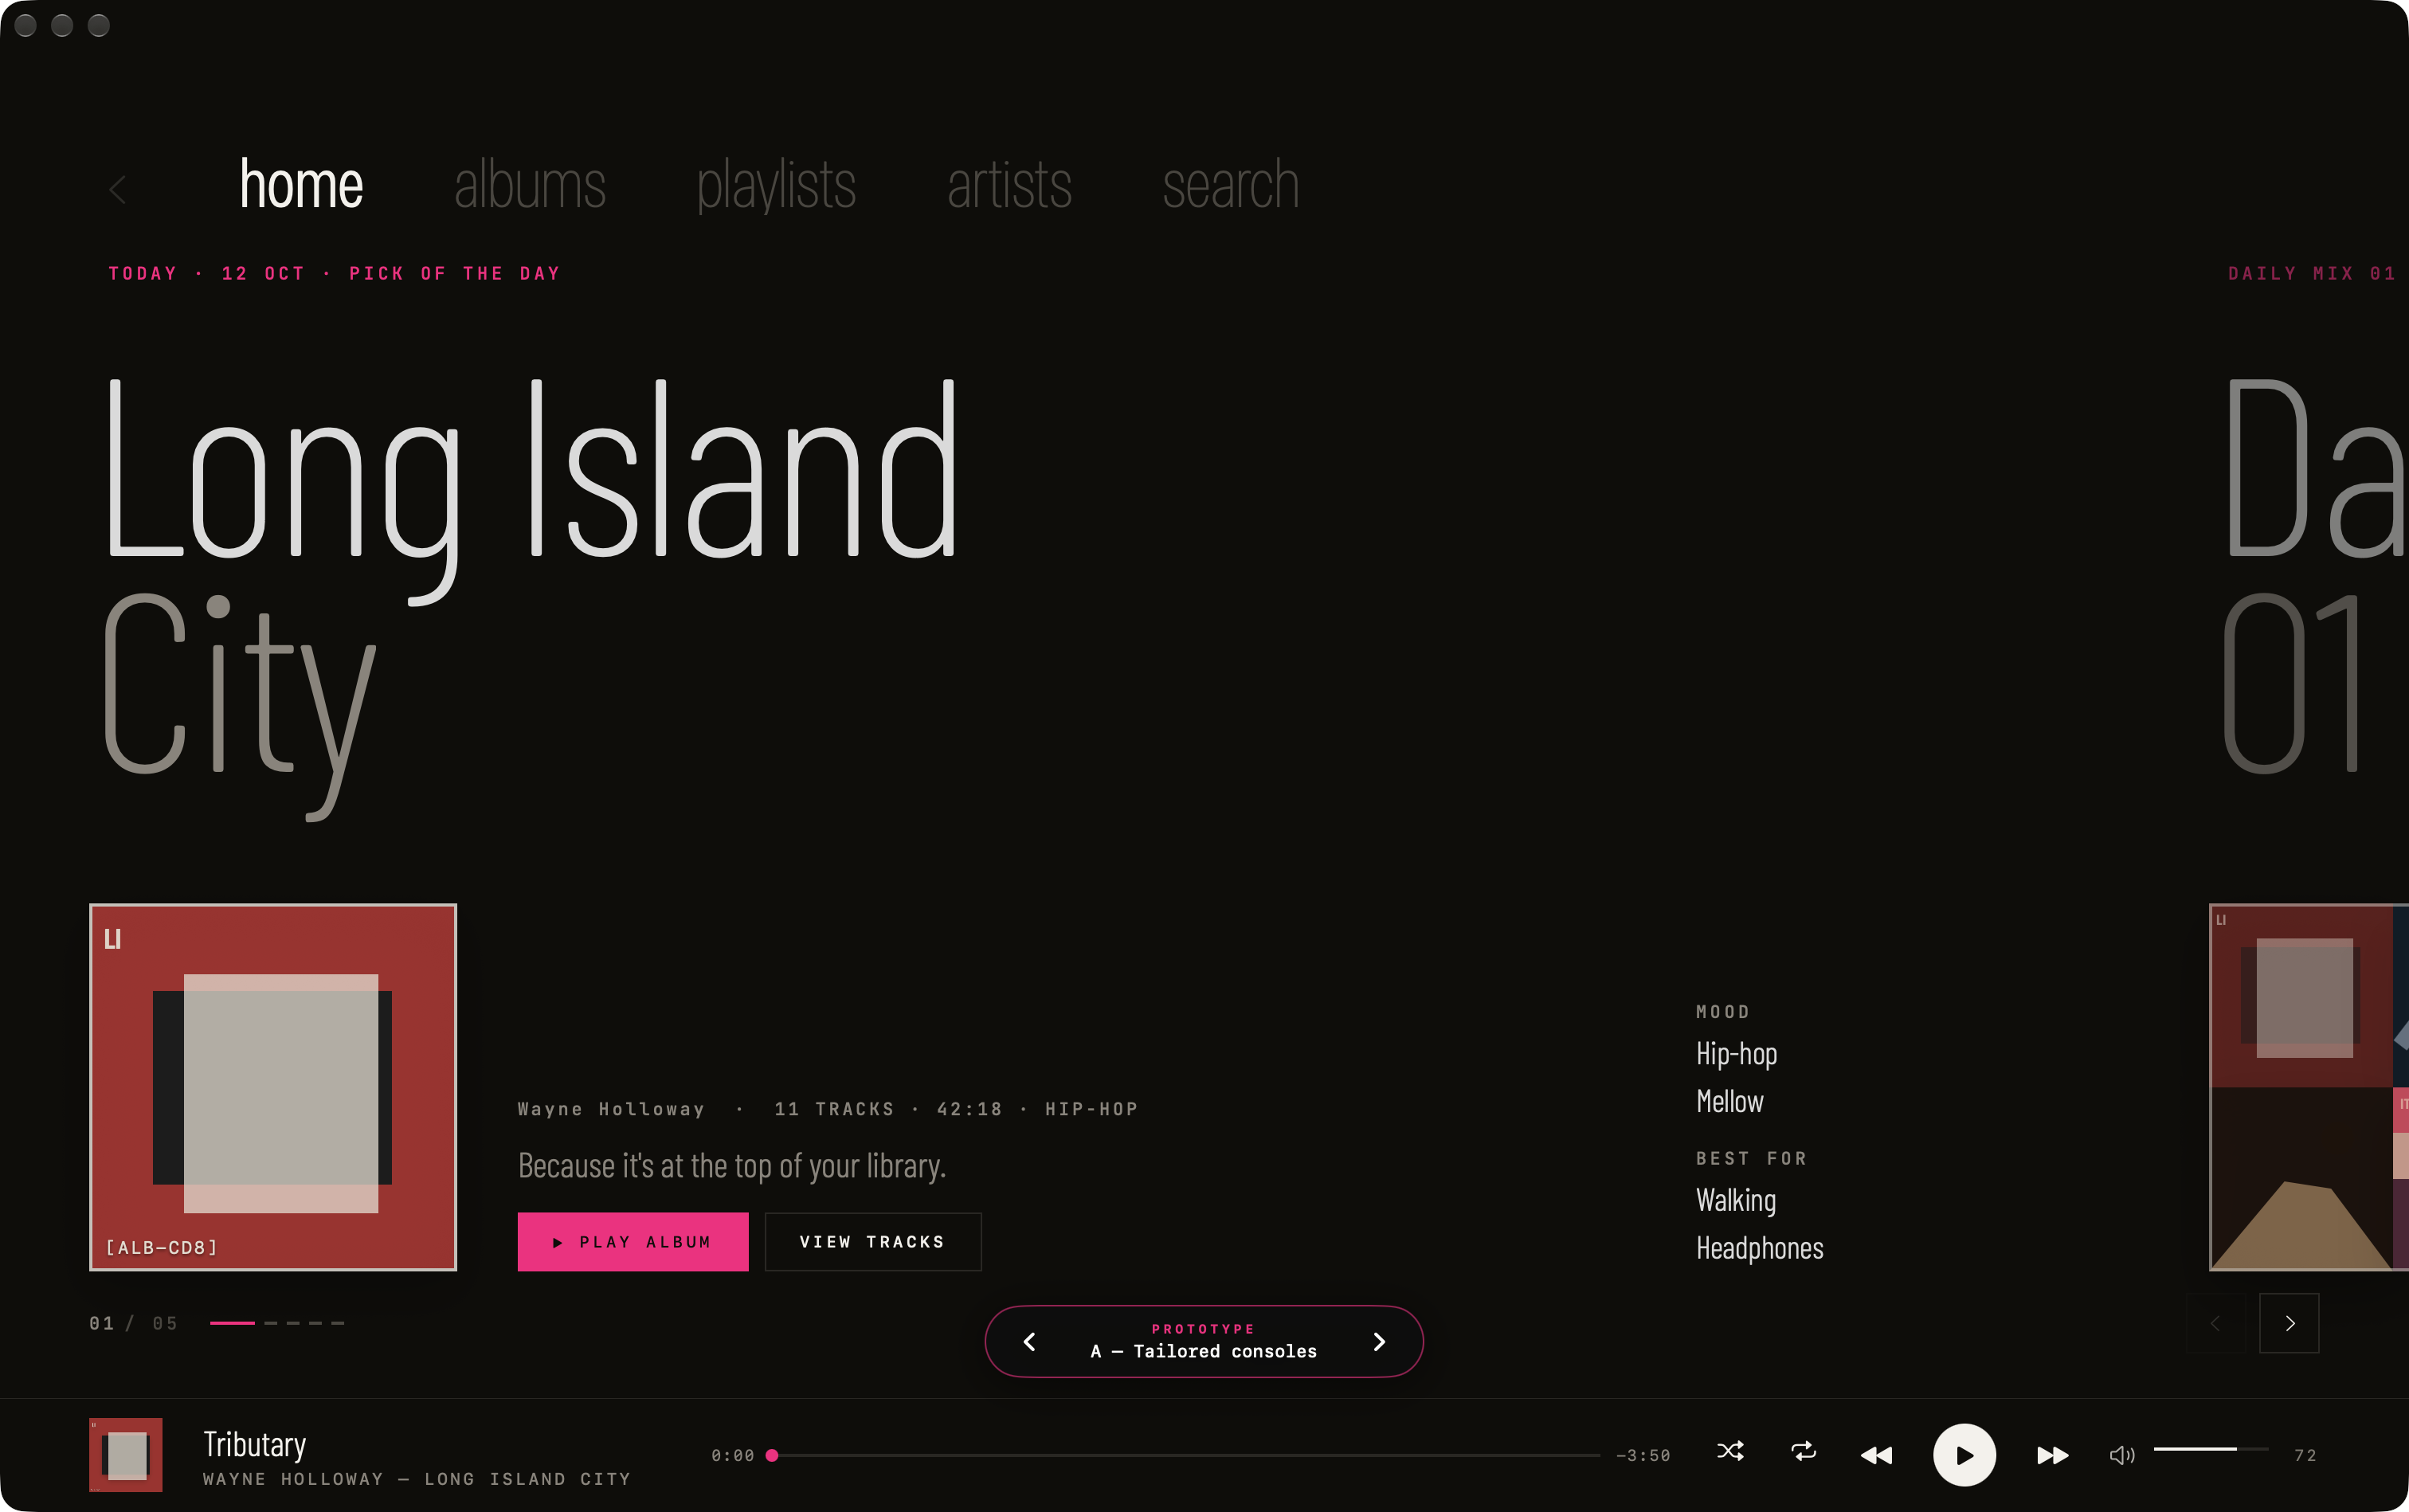 home albums playlists artists search
TODAY · 12 OCT · PICK OF THE DAY
DAILY MIX 01
Long Island
City
Da
01
LI
[ALB–CD8]
Wayne Holloway · 11 TRACKS · 42:18 · HIP-HOP
Because it's at the top of your library.
▶ PLAY ALBUM
VIEW TRACKS
MOOD
Hip-hop
Mellow
BEST FOR
Walking
Headphones
LI
IT
01 / 05
PROTOTYPE
A — Tailored consoles
Tributary
WAYNE HOLLOWAY — LONG ISLAND CITY
0:00
–3:50
72